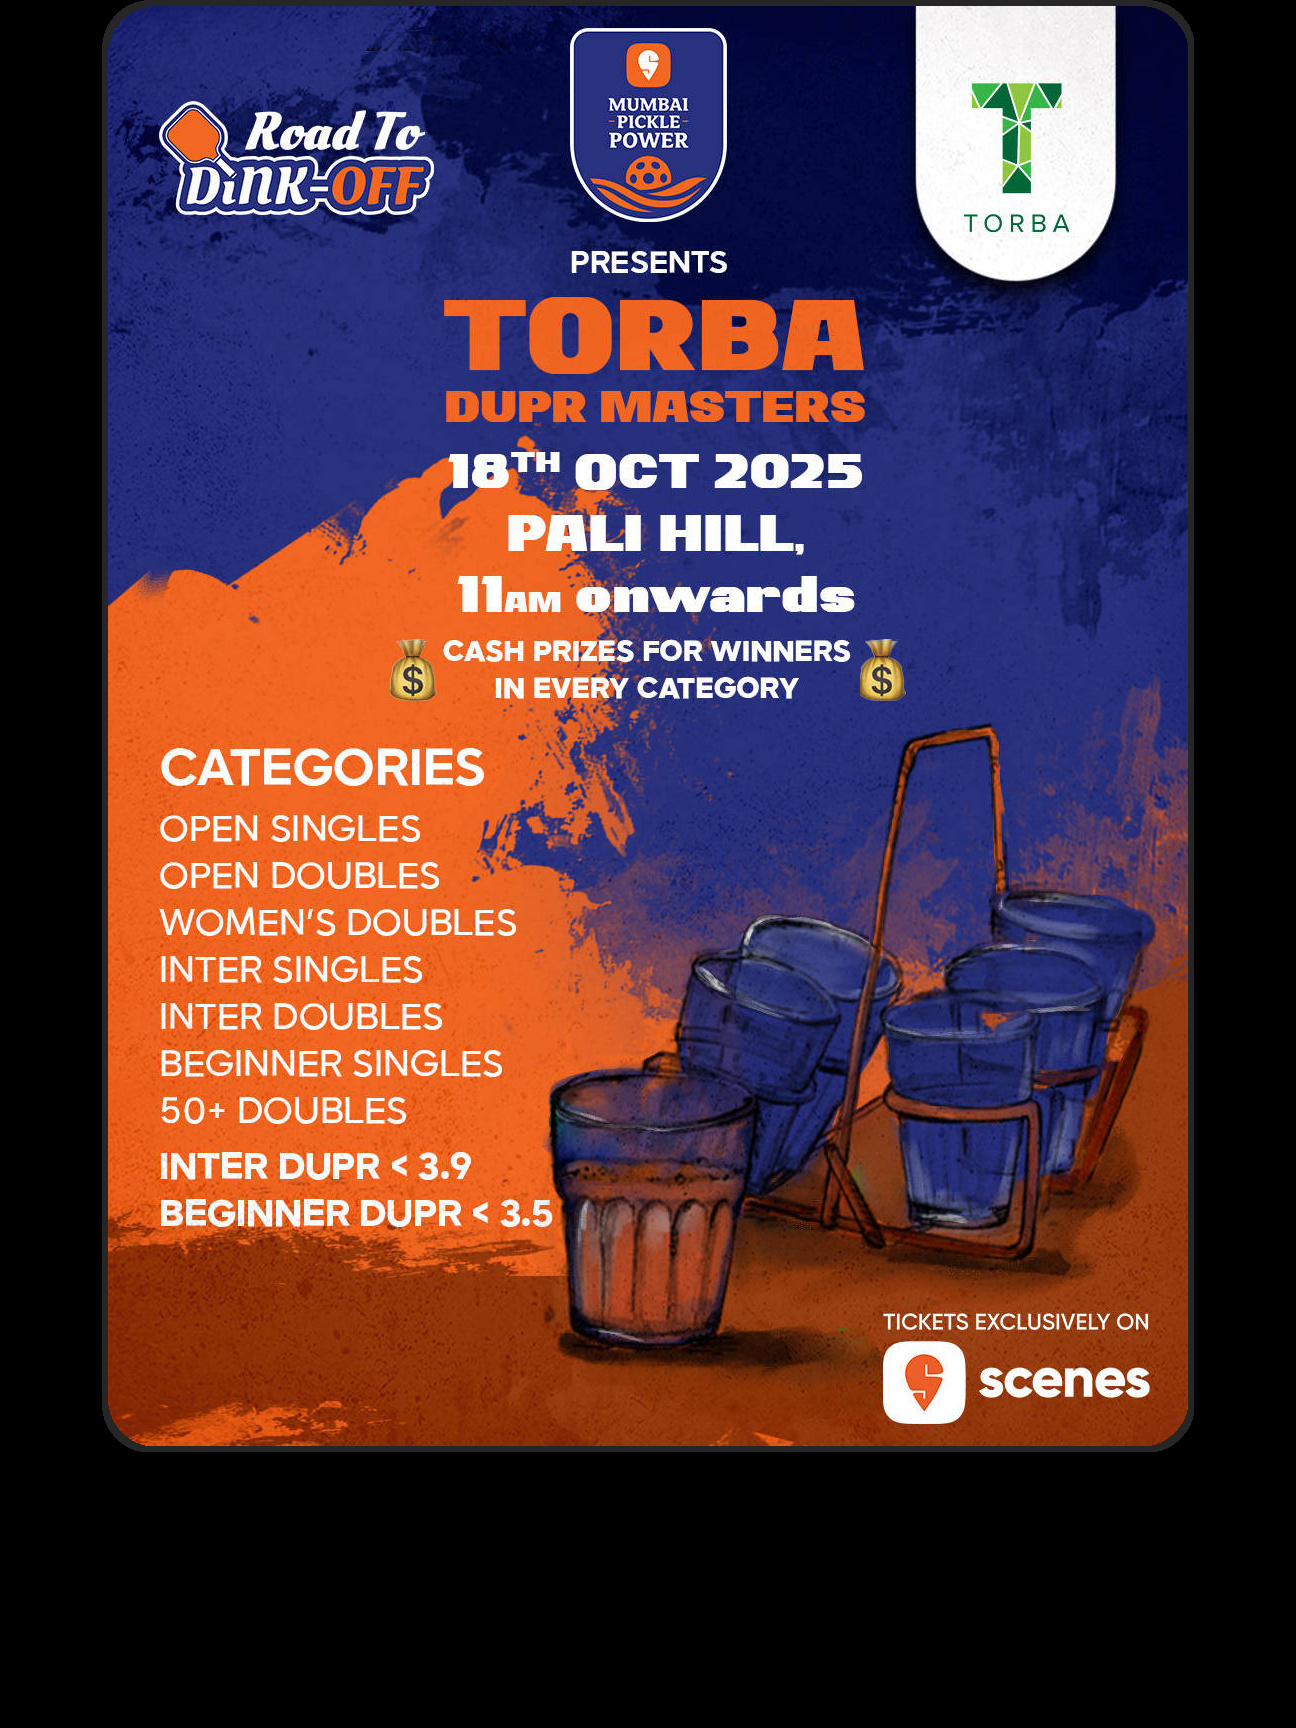 Road To
DiNK-OFF
MUMBAI
-PICKLE-
POWER
TORBA
PRESENTS
TORBA
DUPR MASTERS
18TH OCT 2025
PALI HILL,
11AM onwards
CASH PRIZES FOR WINNERS
IN EVERY CATEGORY
CATEGORIES
OPEN SINGLES
OPEN DOUBLES
WOMEN'S DOUBLES
INTER SINGLES
INTER DOUBLES
BEGINNER SINGLES
50+ DOUBLES
INTER DUPR < 3.9
BEGINNER DUPR < 3.5
TICKETS EXCLUSIVELY ON
scenes